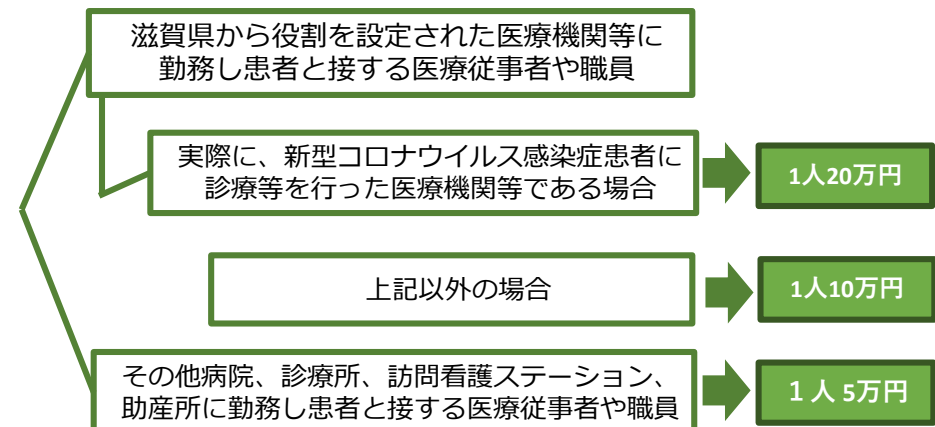 滋賀県から役割を設定された医療機関等に
勤務し患者と接する医療従事者や職員
実際に、新型コロナウイルス感染症患者に
診療等を行った医療機関等である場合
1人20万円
上記以外の場合
1人10万円
その他病院、診療所、訪問看護ステーション、
助産所に勤務し患者と接する医療従事者や職員
１人 5万円